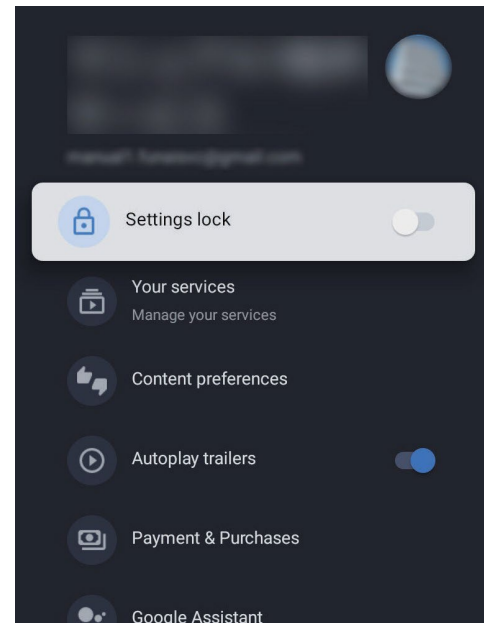 Settings lock
Your services
Manage your services
Content preferences
Autoplay trailers
Payment & Purchases
Google Assistant